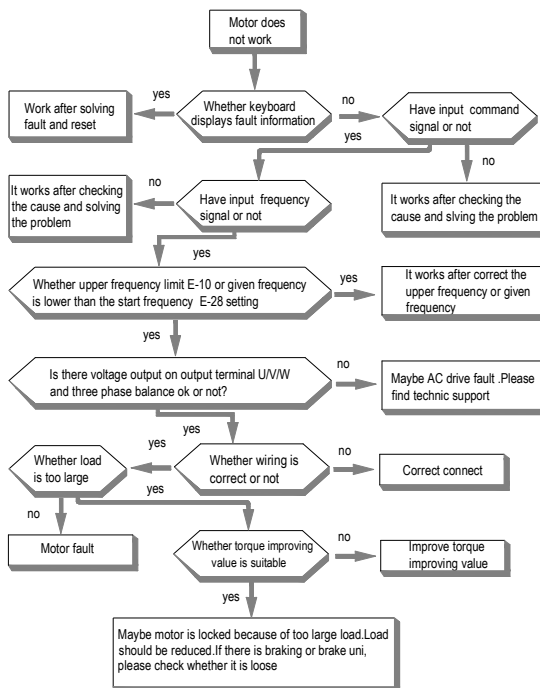 Motor does
not work
yes
Whether keyboard
displays fault information
no
Work after solving
fault and reset
Have input command
signal or not
yes
no
It works after checking
the cause and solving
the problem
no
Have input frequency
signal or not
It works after checking the
cause and slving the problem
yes
Whether upper frequency limit E-10 or given frequency
is lower than the start frequency E-28 setting
yes
It works after correct the
upper frequency or given
frequency
yes
Is there voltage output on output terminal U/V/W
and three phase balance ok or not?
no
Maybe AC drive fault .Please
find technic support
yes
Whether load
is too large
yes
Whether wiring is
correct or not
no
Correct connect
yes
no
Motor fault
Whether torque improving
value is suitable
no
Improve torque
improving value
yes
Maybe motor is locked because of too large load.Load
should be reduced.If there is braking or brake uni,
please check whether it is loose